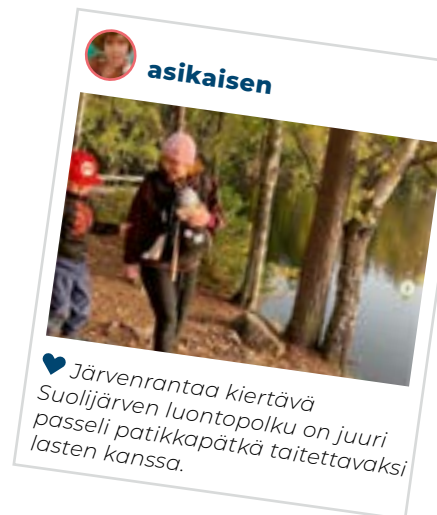 asikaisen
Järvenrantaa kiertävä
Suolijärven luontopolku on juuri
passeli patikkapätkä taitettavaksi
lasten kanssa.